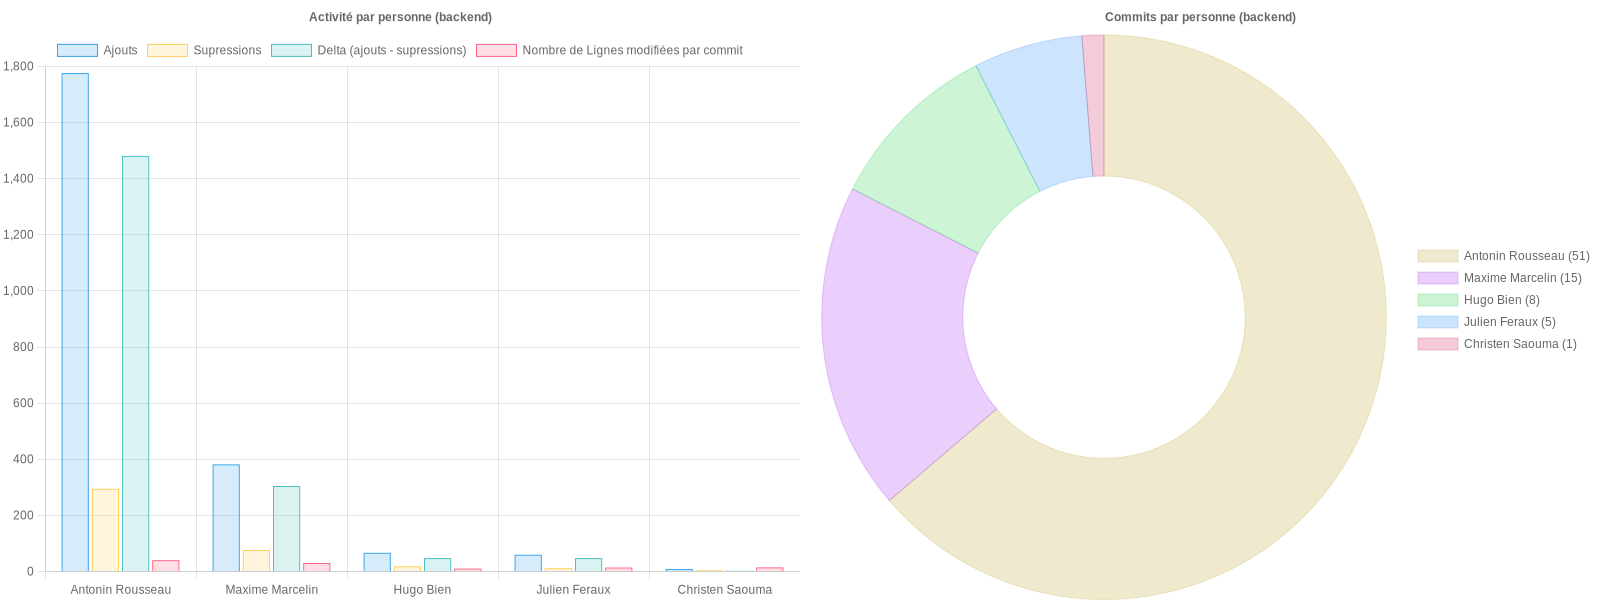 Activité par personne (backend)
Ajouts
Supressions
Delta (ajouts - supressions)
Nombre de Lignes modifiées par commit
1,800
1,600
1,400
1,200
1,000
800
600
400
200
0
Antonin Rousseau
Maxime Marcelin
Hugo Bien
Julien Feraux
Christen Saouma
Commits par personne (backend)
Antonin Rousseau (51)
Maxime Marcelin (15)
Hugo Bien (8)
Julien Feraux (5)
Christen Saouma (1)